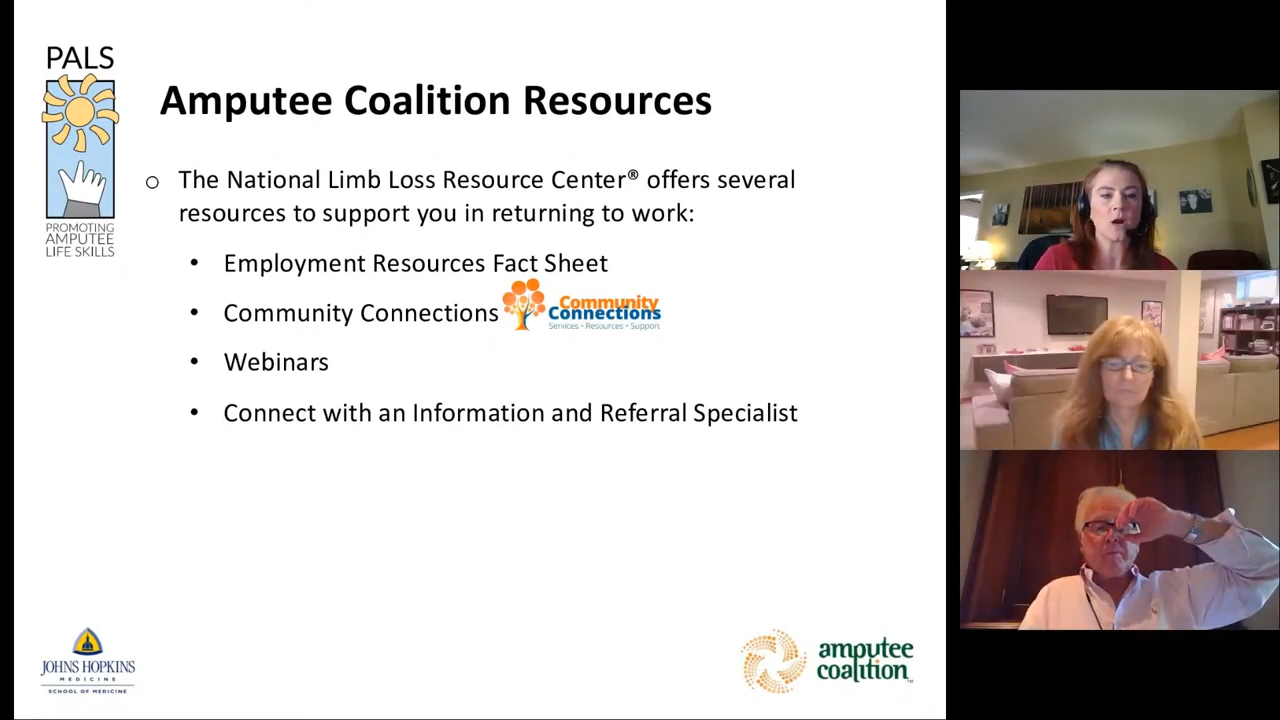 PALS
PROMOTING
AMPUTEE
LIFE SKILLS
Amputee Coalition Resources
The National Limb Loss Resource Center® offers several
resources to support you in returning to work:
• Employment Resources Fact Sheet
• Community Connections
Community
Connections
Services • Resources • Support
• Webinars
• Connect with an Information and Referral Specialist
JOHNS HOPKINS
MEDICINE
SCHOOL OF MEDICINE
amputee
coalition